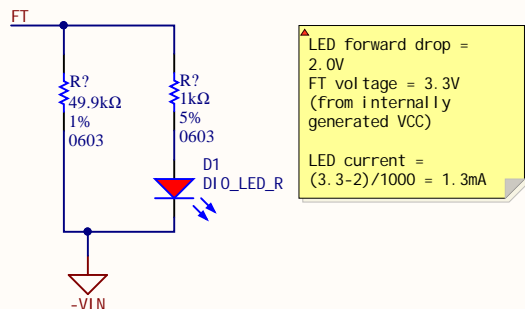 FT
R?
49.9kΩ
1%
0603
R?
1kΩ
5%
0603
D1
DIO_LED_R
-VIN
LED forward drop =
2.0V
FT voltage = 3.3V
(from internally
generated VCC)
LED current =
(3.3-2)/1000 = 1.3mA